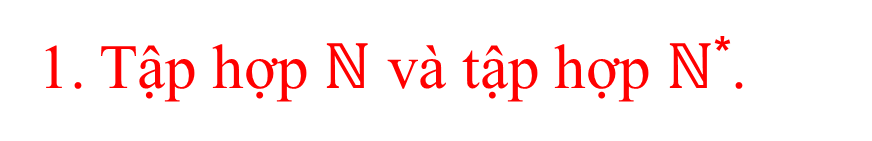 1. Tập hợp ℕ và tập hợp ℕ*.